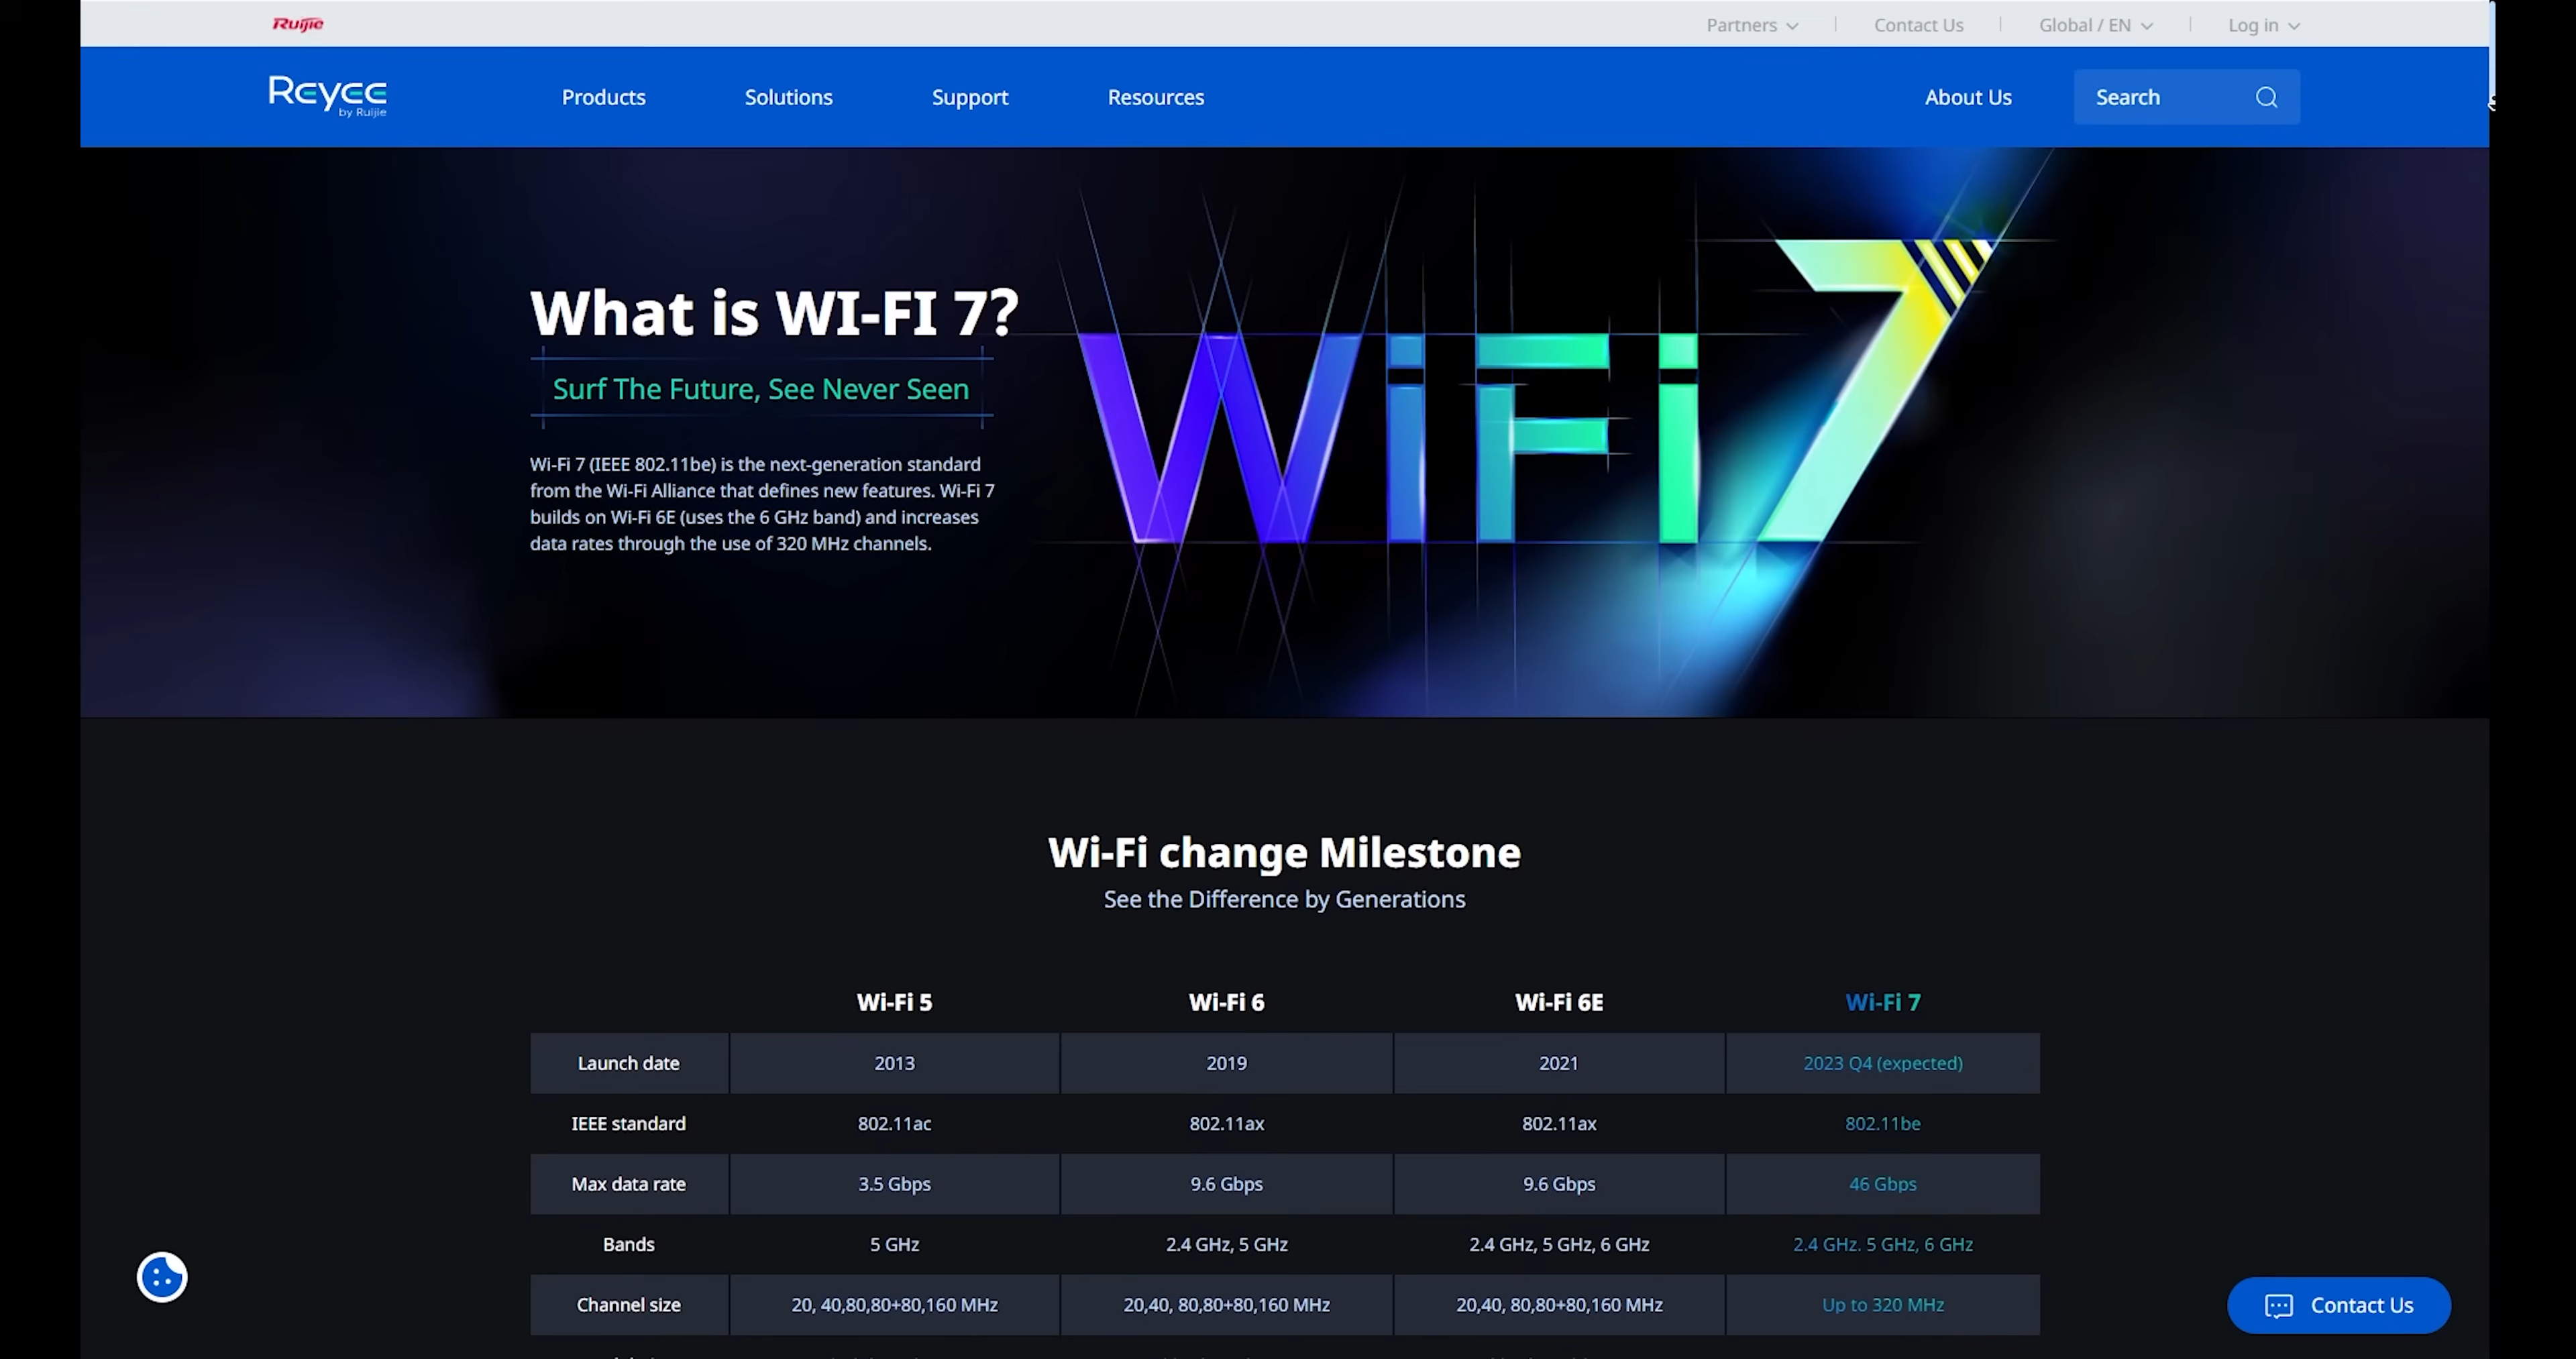 Ruijie
Partners
Contact Us
Global / EN
Log in
Reyee
by Ruijie
Products
Solutions
Support
Resources
About Us
Search
What is WI-FI 7?
Surf The Future, See Never Seen
Wi-Fi 7 (IEEE 802.11be) is the next-generation standard
from the Wi-Fi Alliance that defines new features. Wi-Fi 7
builds on Wi-Fi 6E (uses the 6 GHz band) and increases
data rates through the use of 320 MHz channels.
WiFi7
Wi-Fi change Milestone
See the Difference by Generations
Wi-Fi 5 Wi-Fi 6 Wi-Fi 6E Wi-Fi 7
Launch date 2013 2019 2021 2023 Q4 (expected)
IEEE standard 802.11ac 802.11ax 802.11ax 802.11be
Max data rate 3.5 Gbps 9.6 Gbps 9.6 Gbps 46 Gbps
Bands 5 GHz 2.4 GHz, 5 GHz 2.4 GHz, 5 GHz, 6 GHz 2.4 GHz. 5 GHz, 6 GHz
Channel size 20, 40,80,80+80,160 MHz 20,40, 80,80+80,160 MHz 20,40, 80,80+80,160 MHz Up to 320 MHz
Contact Us